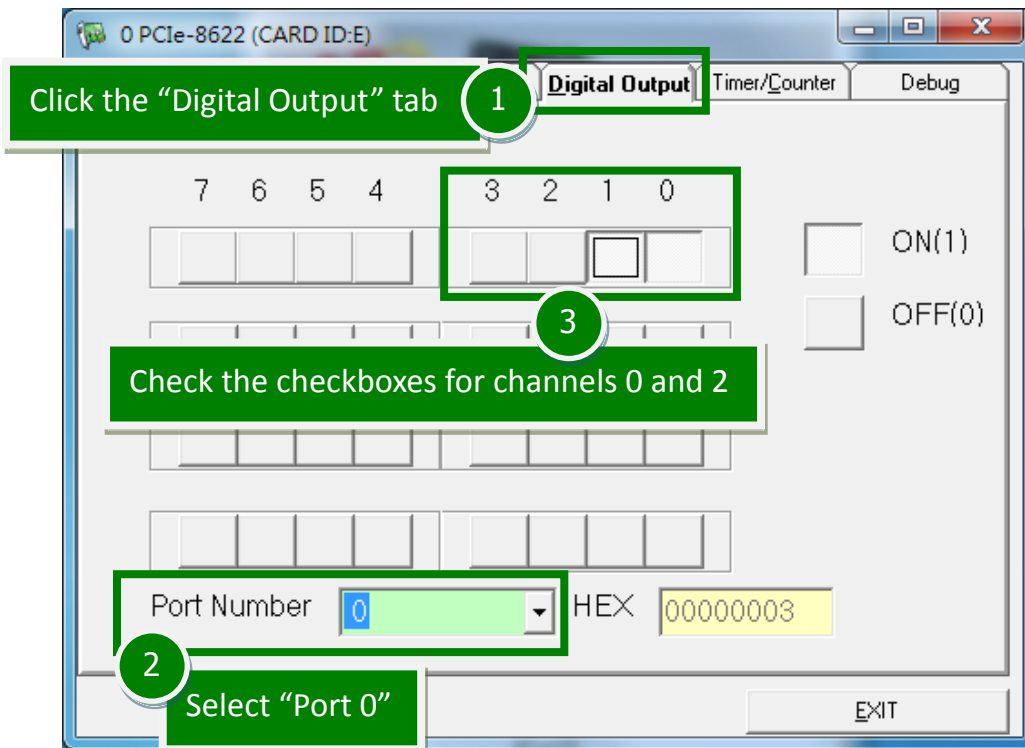 0 PCIe-8622 (CARD ID:E)
Click the “Digital Output” tab
1
Digital Output
Timer/Counter
Debug
7 6 5 4 3 2 1 0
ON(1)
OFF(0)
3
Check the checkboxes for channels 0 and 2
Port Number 0 HEX 00000003
2
Select “Port 0”
EXIT